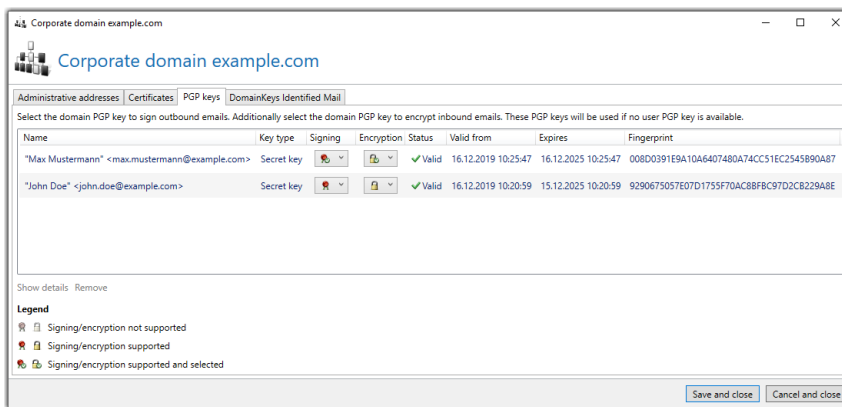 Corporate domain example.com
Corporate domain example.com
Administrative addresses Certificates PGP keys DomainKeys Identified Mail
Select the domain PGP key to sign outbound emails. Additionally select the domain PGP key to encrypt inbound emails. These PGP keys will be used if no user PGP key is available.
Name Key type Signing Encryption Status Valid from Expires Fingerprint
"Max Mustermann" <max.mustermann@example.com> Secret key Valid 16.12.2019 10:25:47 16.12.2025 10:25:47 008D0391E9A10A6407480A74CC51EC2545B90A87
"John Doe" <john.doe@example.com> Secret key Valid 16.12.2019 10:20:59 15.12.2025 10:20:59 9290675057E07D1755F70AC8BFBC97D2CB229A8E
Show details Remove
Legend
Signing/encryption not supported
Signing/encryption supported
Signing/encryption supported and selected
Save and close Cancel and close